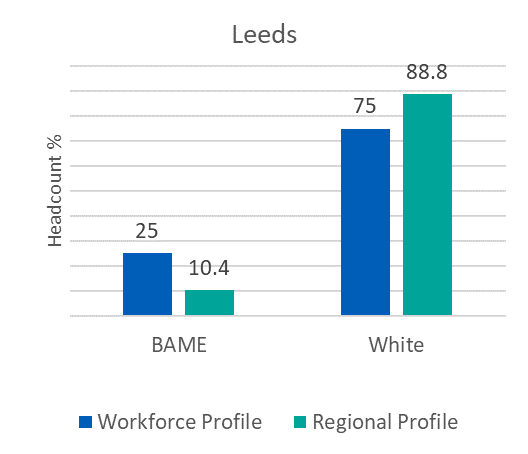 Leeds
88.8
75
25
10.4
Headcount %
BAME White
Workforce Profile Regional Profile